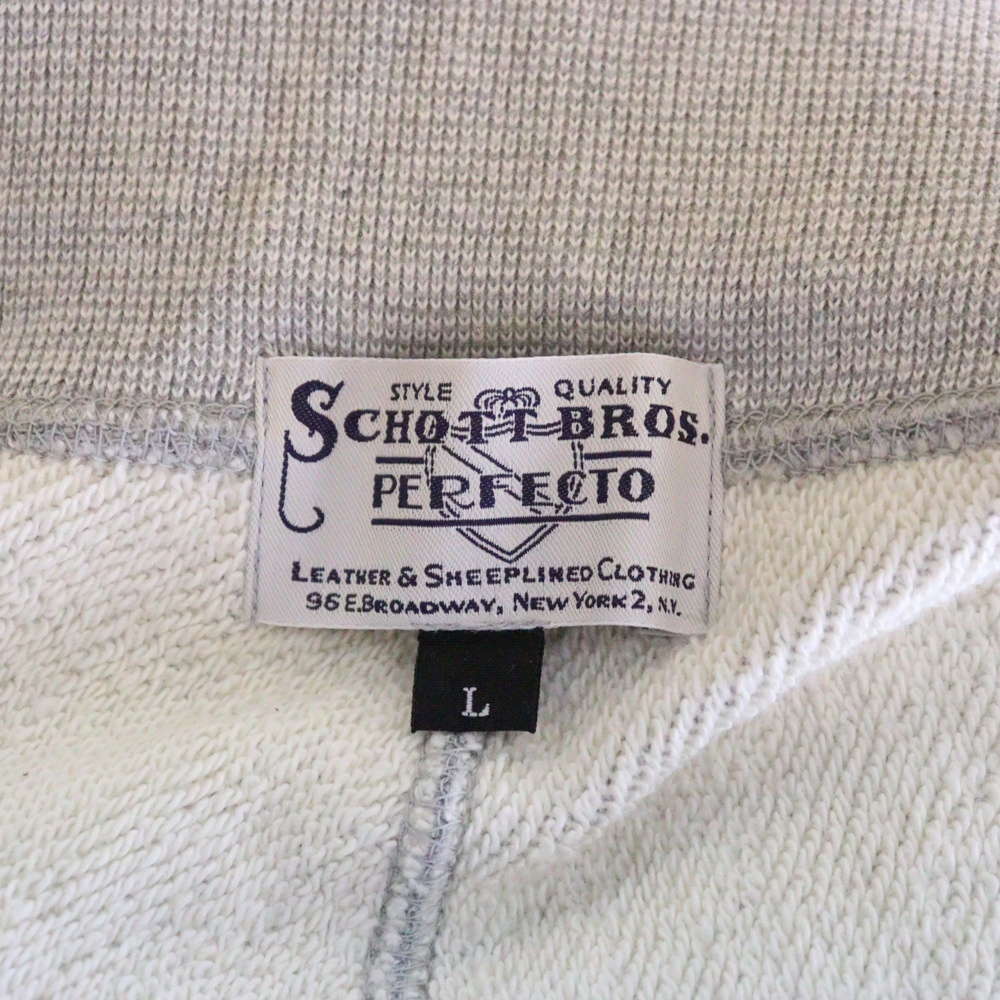 STYLE QUALITY
SCHOTT BROS.
PERFECTO
LEATHER & SHEEPLINED CLOTHING
96 E. BROADWAY, NEW YORK 2, N.Y.
L